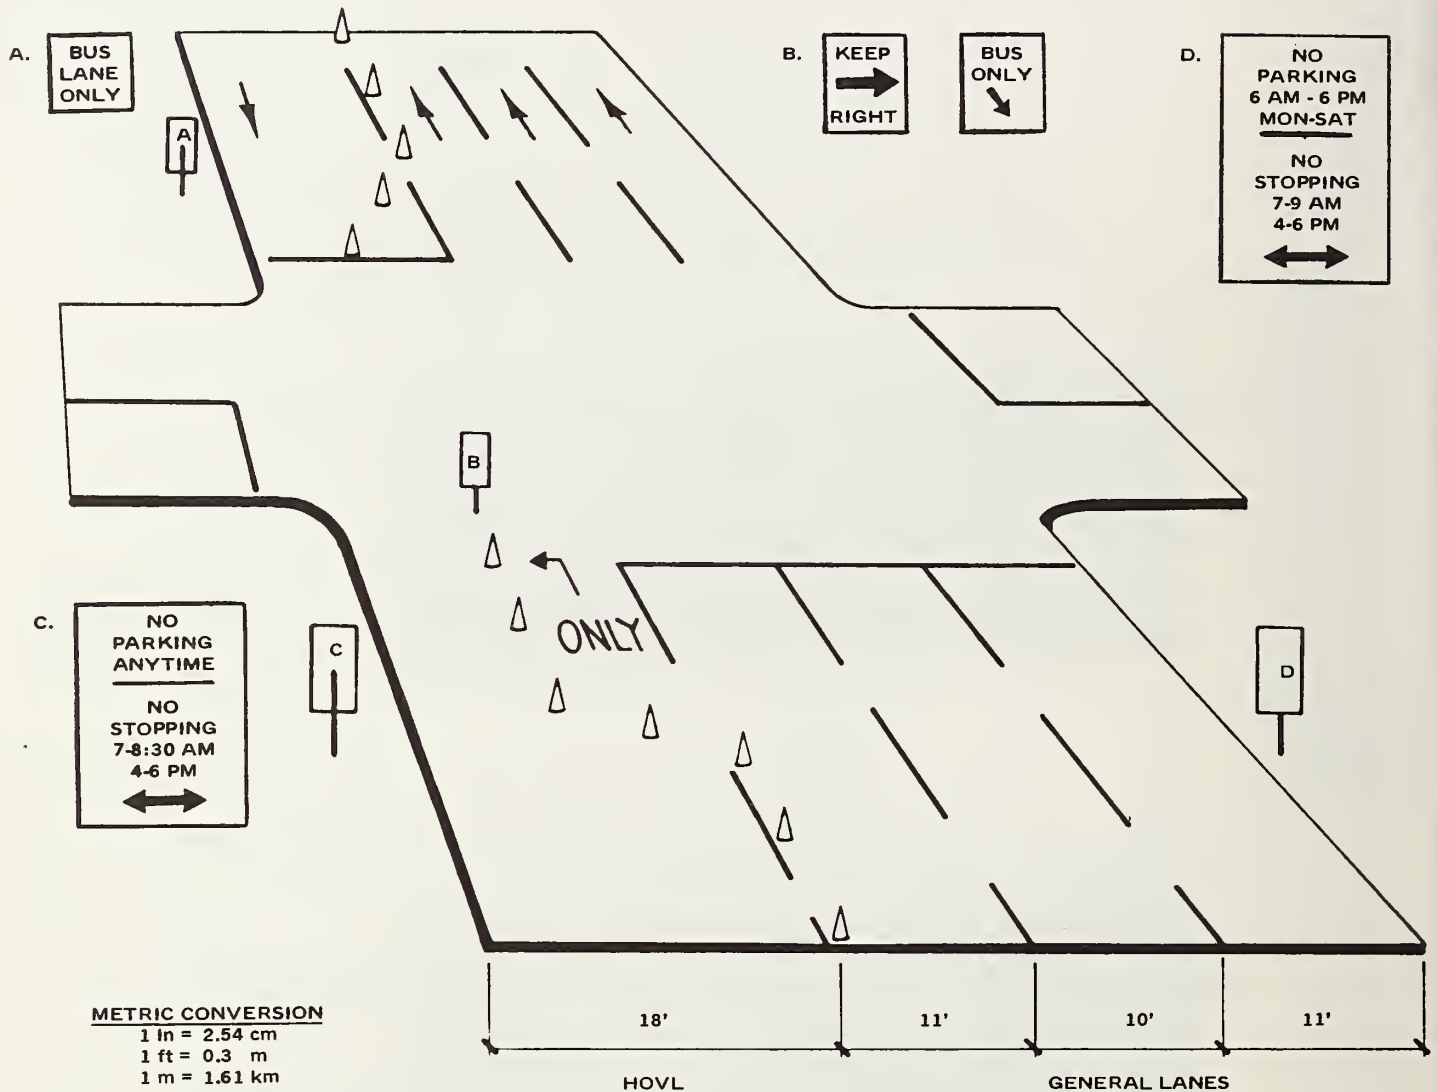 A.
BUS
LANE
ONLY
B.
KEEP
RIGHT
BUS
ONLY
D.
NO
PARKING
6 AM - 6 PM
MON-SAT
NO
STOPPING
7-9 AM
4-6 PM
A
B
C.
NO
PARKING
ANYTIME
NO
STOPPING
7-8:30 AM
4-6 PM
C
ONLY
D
METRIC CONVERSION
1 in = 2.54 cm
1 ft = 0.3 m
1 m = 1.61 km
18'
11'
10'
11'
HOVL
GENERAL LANES